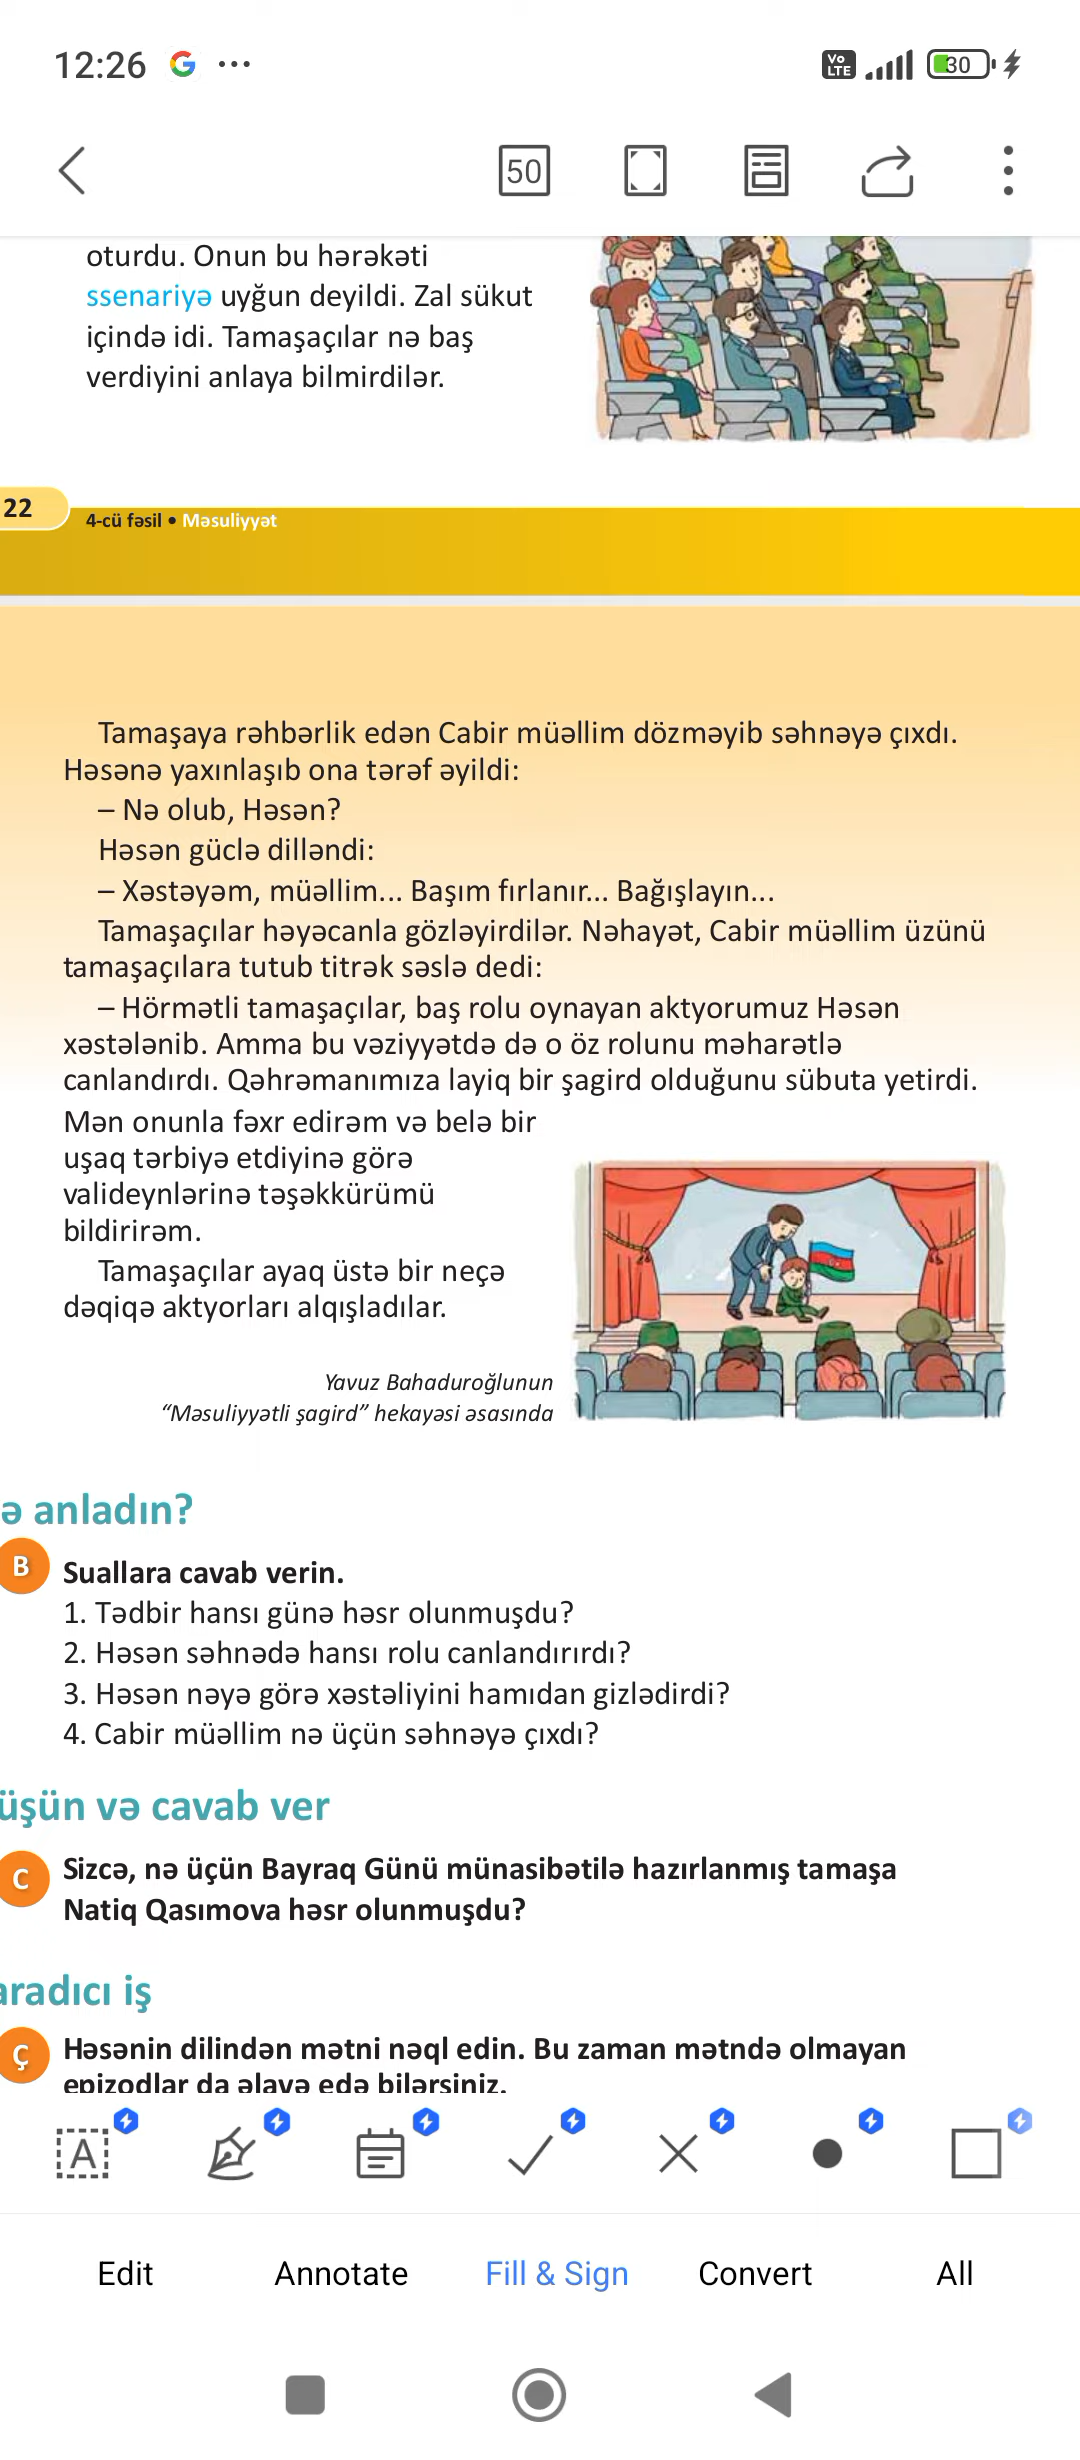 12:26
Vo LTE
30
50
oturdu. Onun bu hərəkəti
ssenariyə uyğun deyildi. Zal sükut
içində idi. Tamaşaçılar nə baş
verdiyini anlaya bilmirdilər.
22
4-cü fəsil • Məsuliyyət
Tamaşaya rəhbərlik edən Cabir müəllim dözməyib səhnəyə çıxdı.
Həsənə yaxınlaşıb ona tərəf əyildi:
– Nə olub, Həsən?
Həsən güclə dilləndi:
– Xəstəyəm, müəllim... Başım fırlanır... Bağışlayın...
Tamaşaçılar həyəcanla gözləyirdilər. Nəhayət, Cabir müəllim üzünü
tamaşaçılara tutub titrək səslə dedi:
– Hörmətli tamaşaçılar, baş rolu oynayan aktyorumuz Həsən
xəstələnib. Amma bu vəziyyətdə də o öz rolunu məharətlə
canlandırdı. Qəhrəmanımıza layiq bir şagird olduğunu sübuta yetirdi.
Mən onunla fəxr edirəm və belə bir
uşaq tərbiyə etdiyinə görə
valideynlərinə təşəkkürümü
bildirirəm.
Tamaşaçılar ayaq üstə bir neçə
dəqiqə aktyorları alqışladılar.
Yavuz Bahaduroğlunun
“Məsuliyyətli şagird” hekayəsi əsasında
ə anladın?
B
Suallara cavab verin.
1. Tədbir hansı günə həsr olunmuşdu?
2. Həsən səhnədə hansı rolu canlandırırdı?
3. Həsən nəyə görə xəstəliyini hamıdan gizlədirdi?
4. Cabir müəllim nə üçün səhnəyə çıxdı?
üşün və cavab ver
C
Sizcə, nə üçün Bayraq Günü münasibətilə hazırlanmış tamaşa
Natiq Qasımova həsr olunmuşdu?
aradıcı iş
Ç
Həsənin dilindən mətni nəql edin. Bu zaman mətndə olmayan
epizodlar da əlavə edə bilərsiniz.
A
Edit
Annotate
Fill & Sign
Convert
All